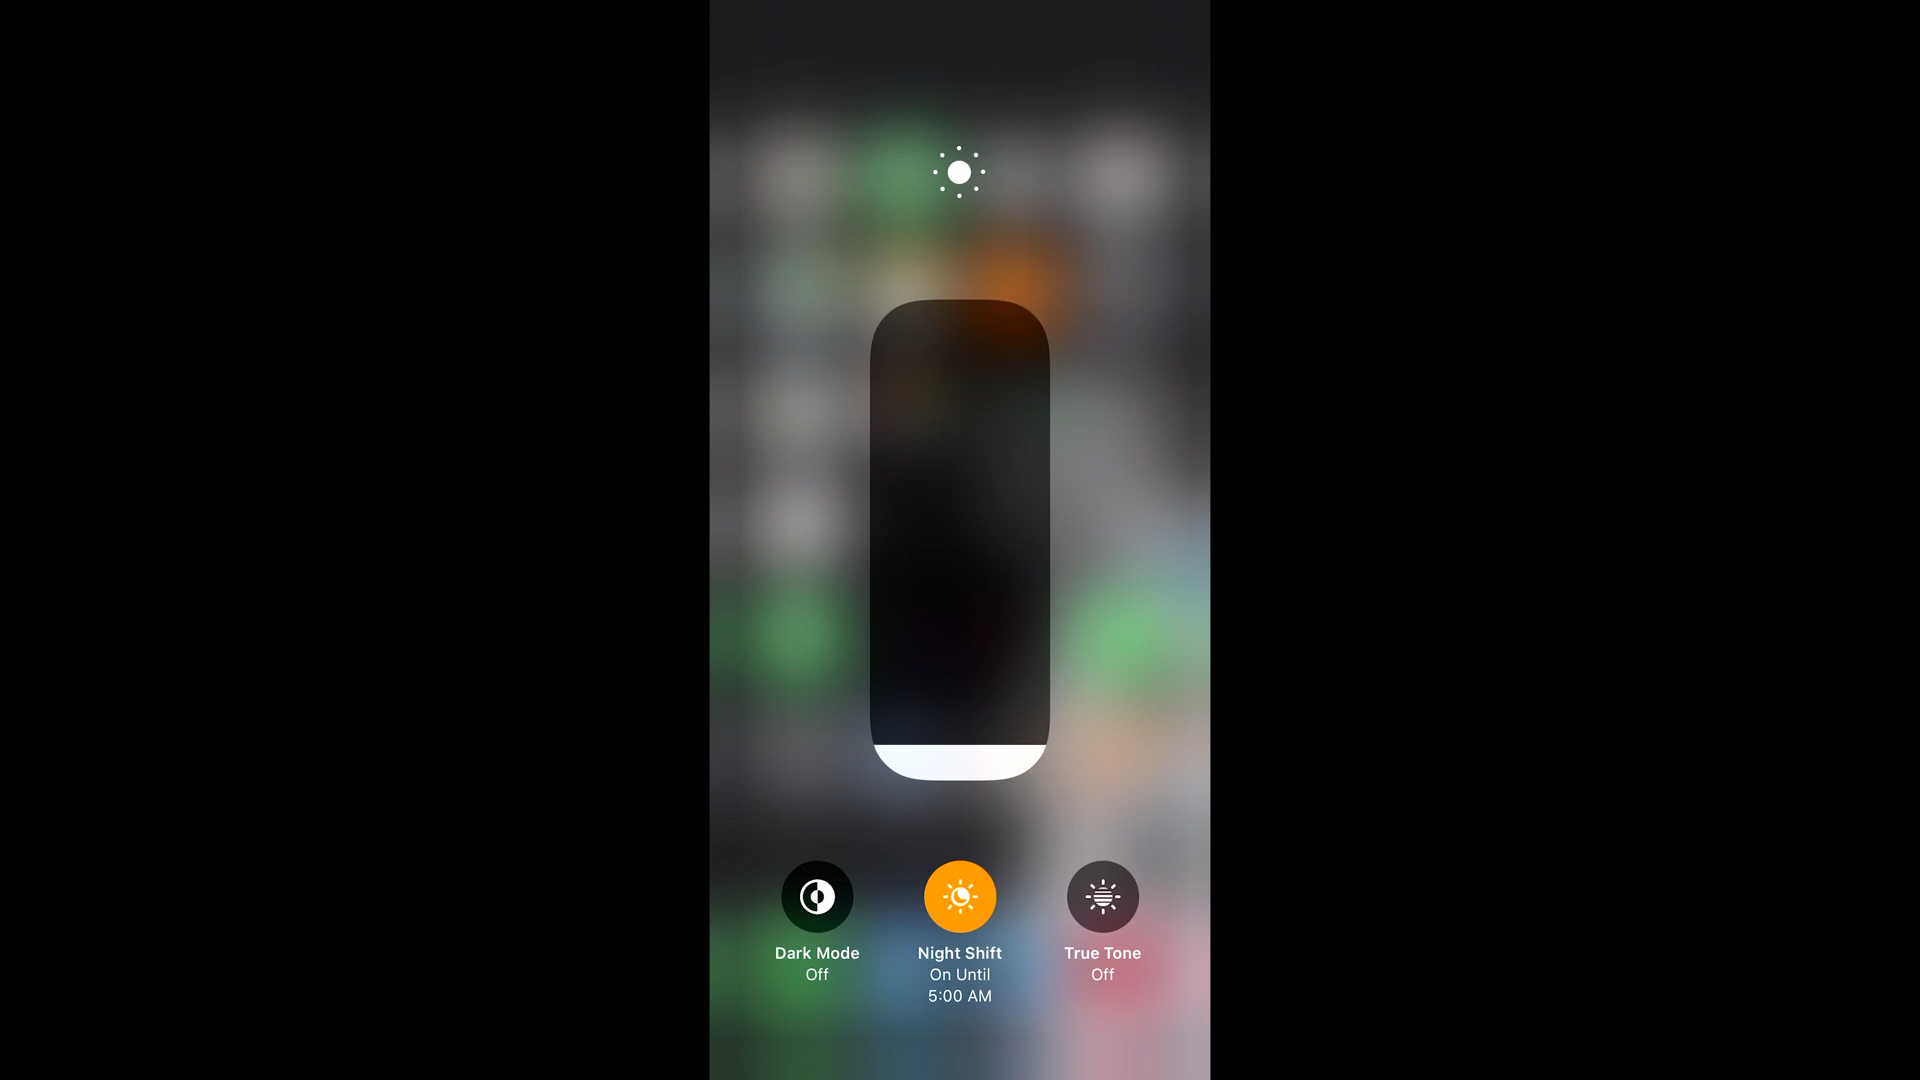 Dark Mode
Off
Night Shift
On Until
5:00 AM
True Tone
Off